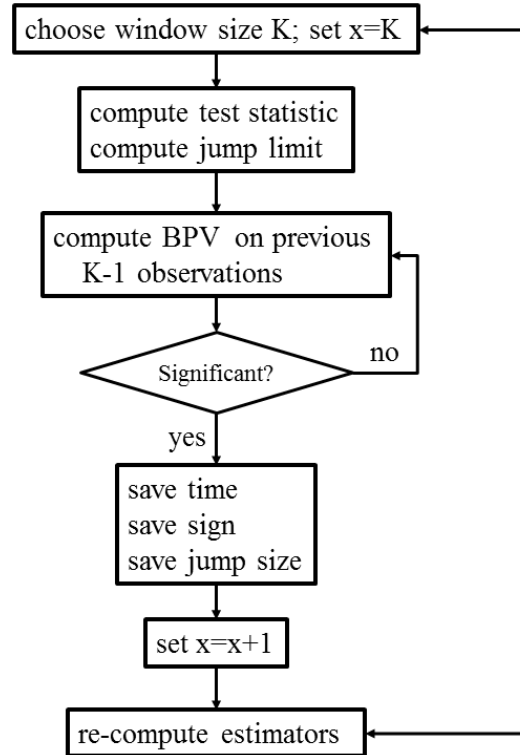 choose window size K; set x=K
compute test statistic
compute jump limit
compute BPV on previous
K-1 observations
Significant?
no
yes
save time
save sign
save jump size
set x=x+1
re-compute estimators